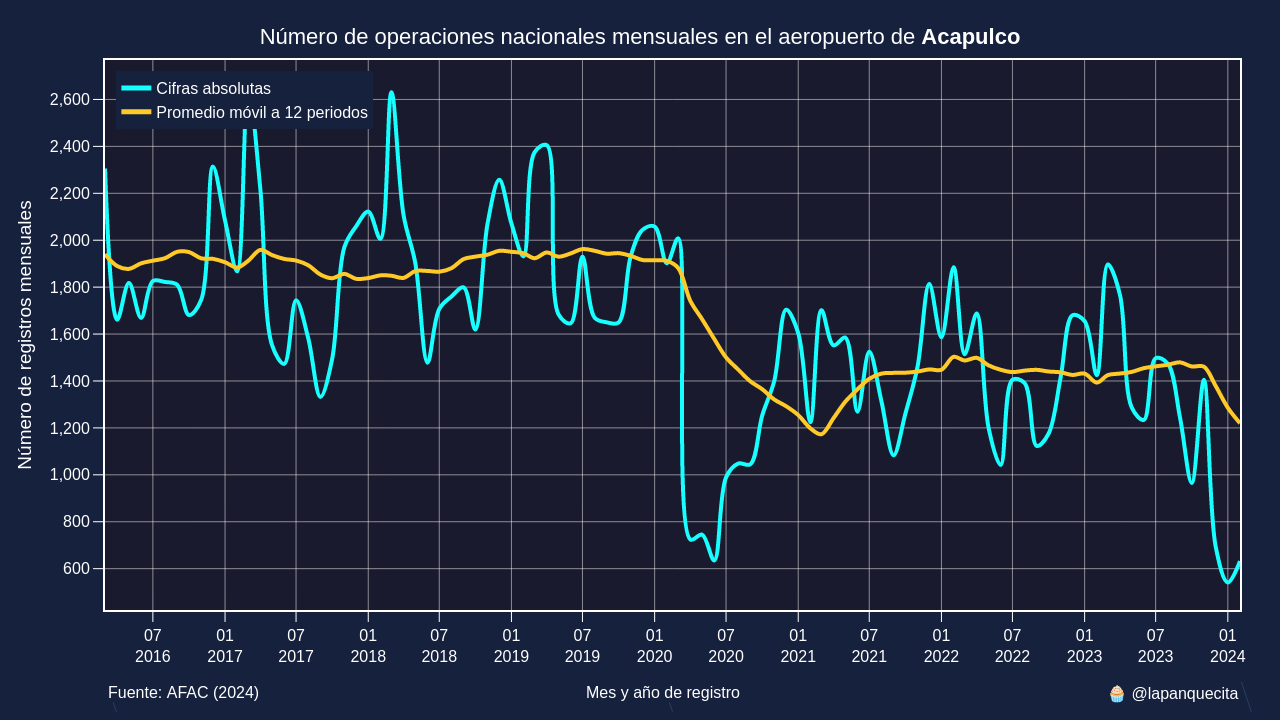 Número de operaciones nacionales mensuales en el aeropuerto de Acapulco
Cifras absolutas
Promedio móvil a 12 periodos
Número de registros mensuales
2,600
2,400
2,200
2,000
1,800
1,600
1,400
1,200
1,000
800
600
07 01 07 01 07 01 07 01 07 01 07 01 07 01 07 01
2016 2017 2017 2018 2018 2019 2019 2020 2020 2021 2021 2022 2022 2023 2023 2024
Fuente: AFAC (2024) Mes y año de registro 🧁 @lapanquecita